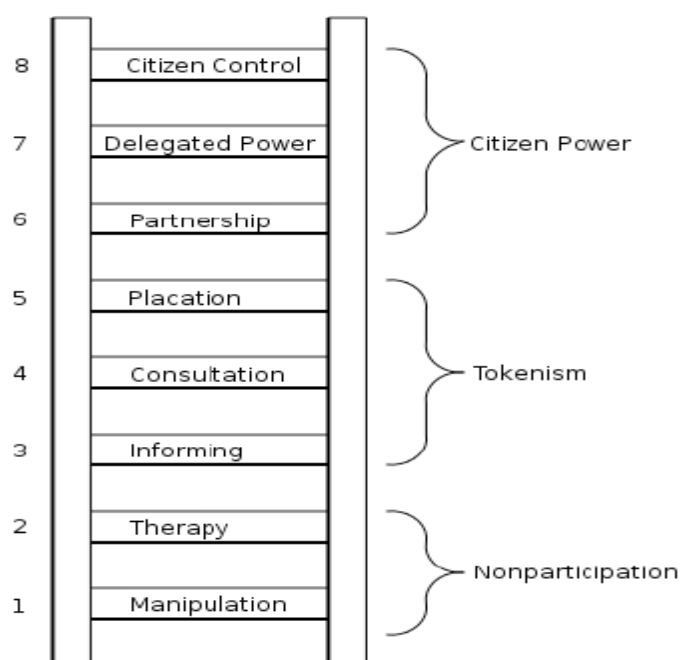 8 Citizen Control
7 Delegated Power
Citizen Power
6 Partnership
5 Placation
4 Consultation
Tokenism
3 Informing
2 Therapy
Nonparticipation
1 Manipulation